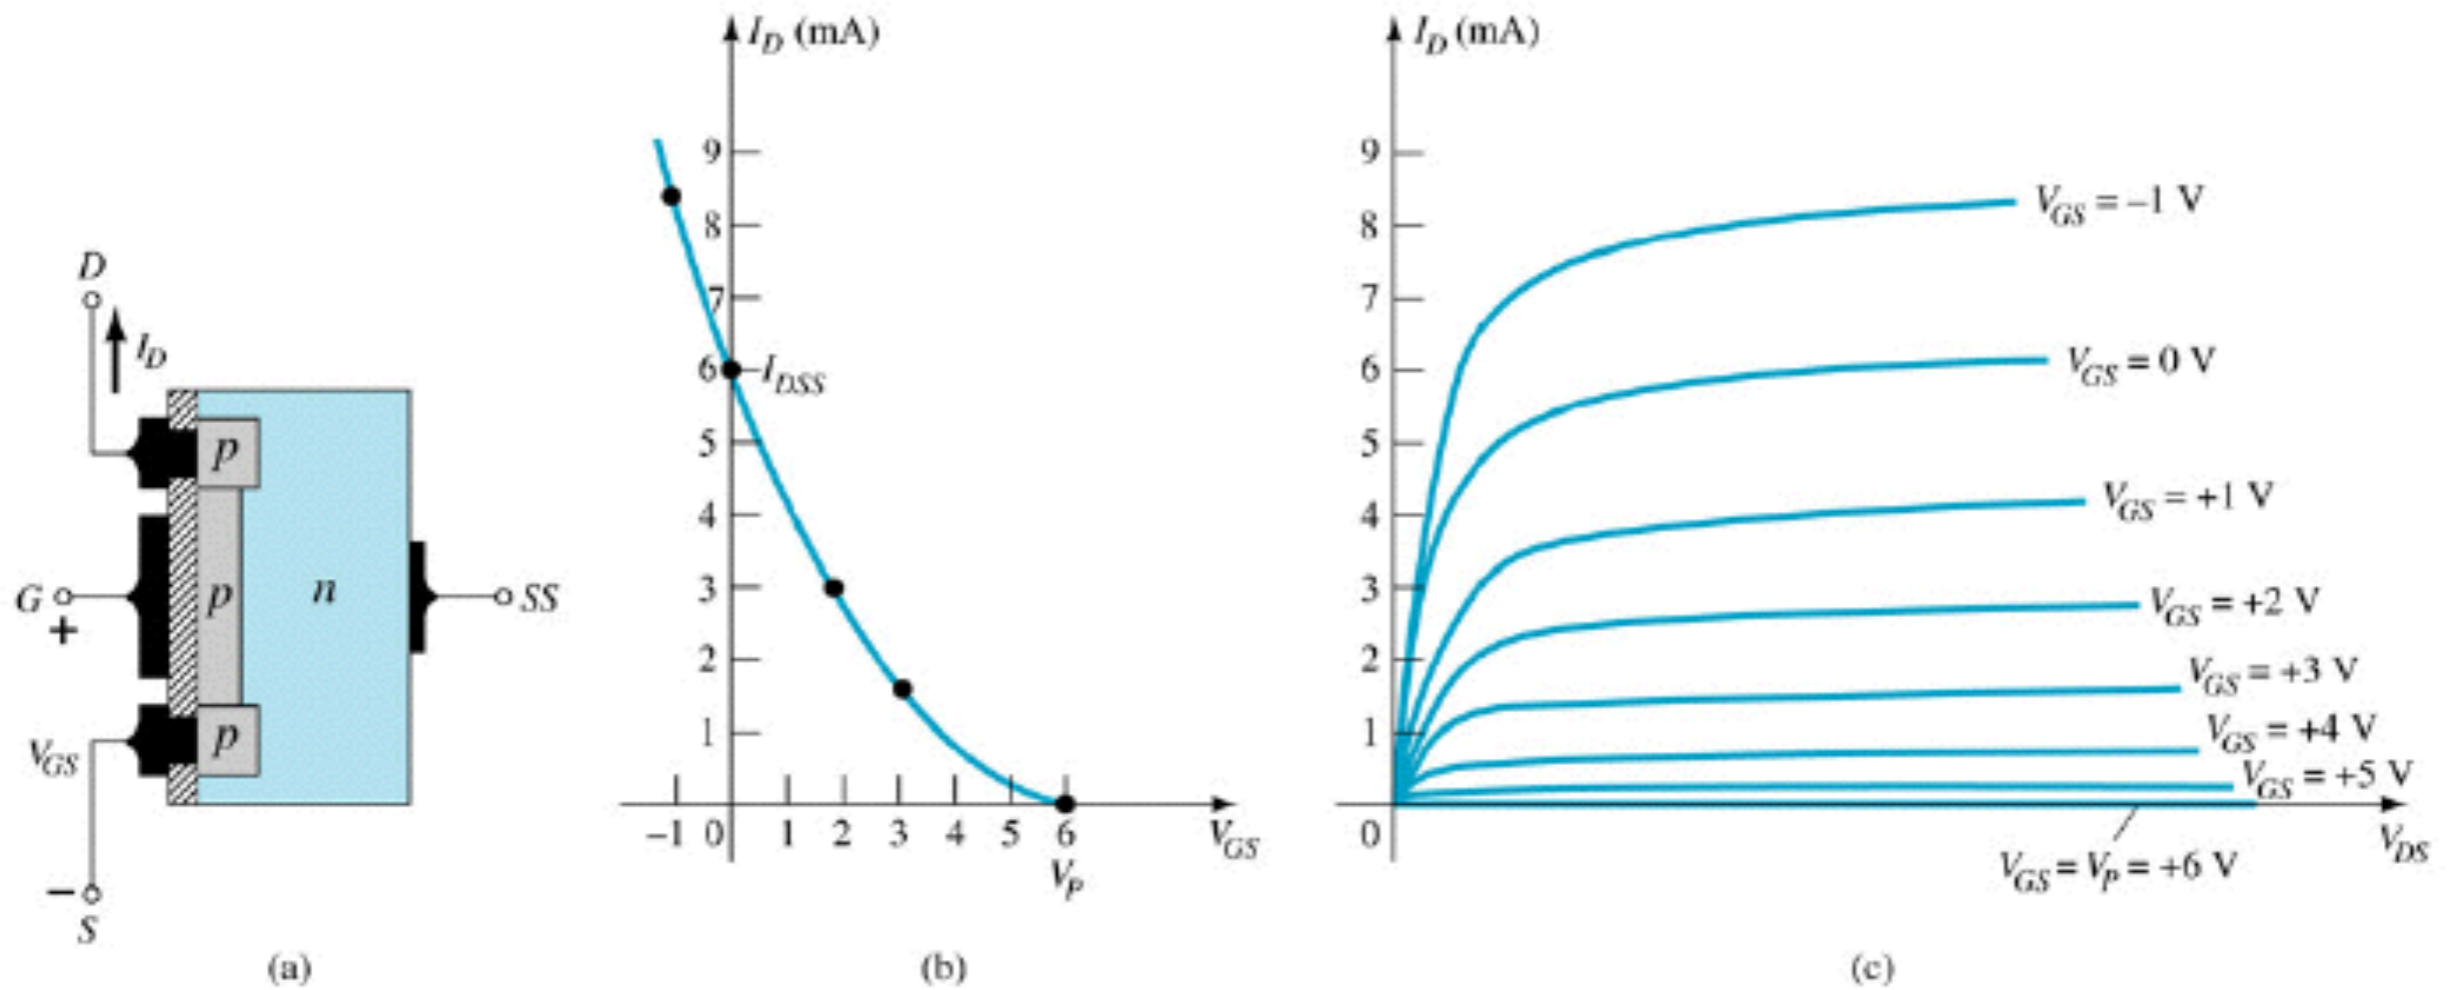 D
I_D
p
G
+
p
n
SS
p
V_GS
–
S
(a)
I_D (mA)
9
8
7
6
I_DSS
5
4
3
2
1
–1 0 1 2 3 4 5 6 V_GS
V_P
(b)
I_D (mA)
9
V_GS = –1 V
8
7
6
V_GS = 0 V
5
V_GS = +1 V
4
3
V_GS = +2 V
2
V_GS = +3 V
V_GS = +4 V
1
V_GS = +5 V
0
V_DS
V_GS = V_P = +6 V
(c)